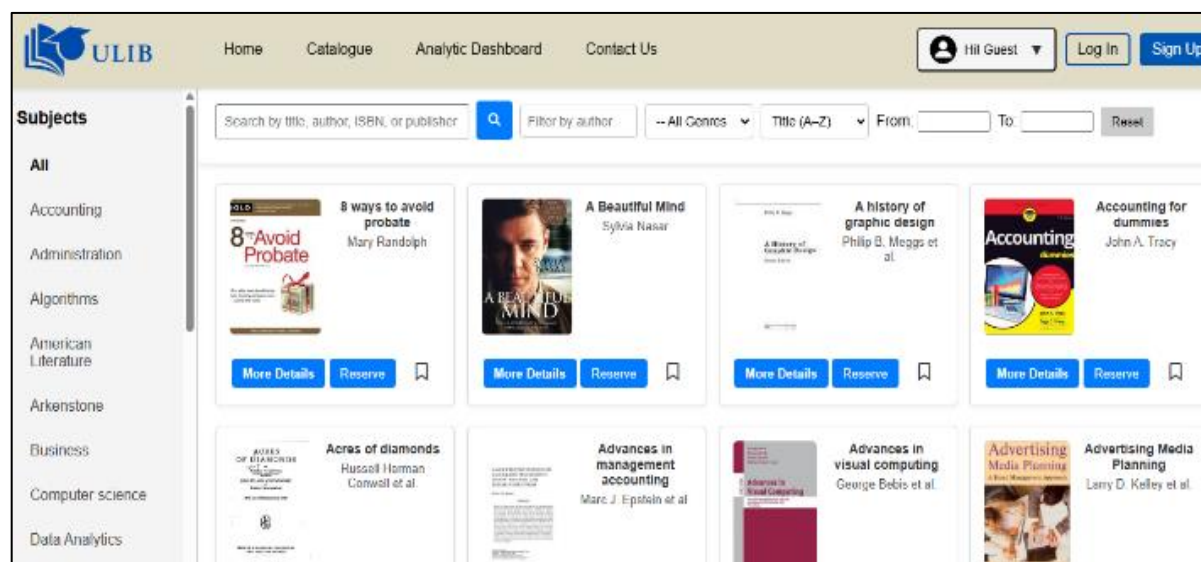 ULIB
Home
Catalogue
Analytic Dashboard
Contact Us
Hi! Guest ▼
Log In
Sign Up
Subjects
All
Accounting
Administration
Algorithms
American
Literature
Arkenstone
Business
Computer science
Data Analytics
Search by title, author, ISBN, or publisher
Filter by author
-- All Genres
Title (A–Z)
From:
To:
Reset
8 Avoid
Probate
8 ways to avoid
probate
Mary Randolph
More Details
Reserve
A BEAUTIFUL
MIND
A Beautiful Mind
Sylvia Nasar
More Details
Reserve
A History of
Graphic Design
A history of
graphic design
Philip B. Meggs et
al.
More Details
Reserve
Accounting
dummies
Accounting for
dummies
John A. Tracy
More Details
Reserve
ACRES
OF DIAMONDS
Acres of diamonds
Russell Herman
Conwell et al.
Advances in
management
accounting
Marc J. Epstein et al
Advances in
Visual Computing
Advances in
visual computing
George Bebis et al.
Advertising
Media Planning
Advertising Media
Planning
Larry D. Kelley et al.